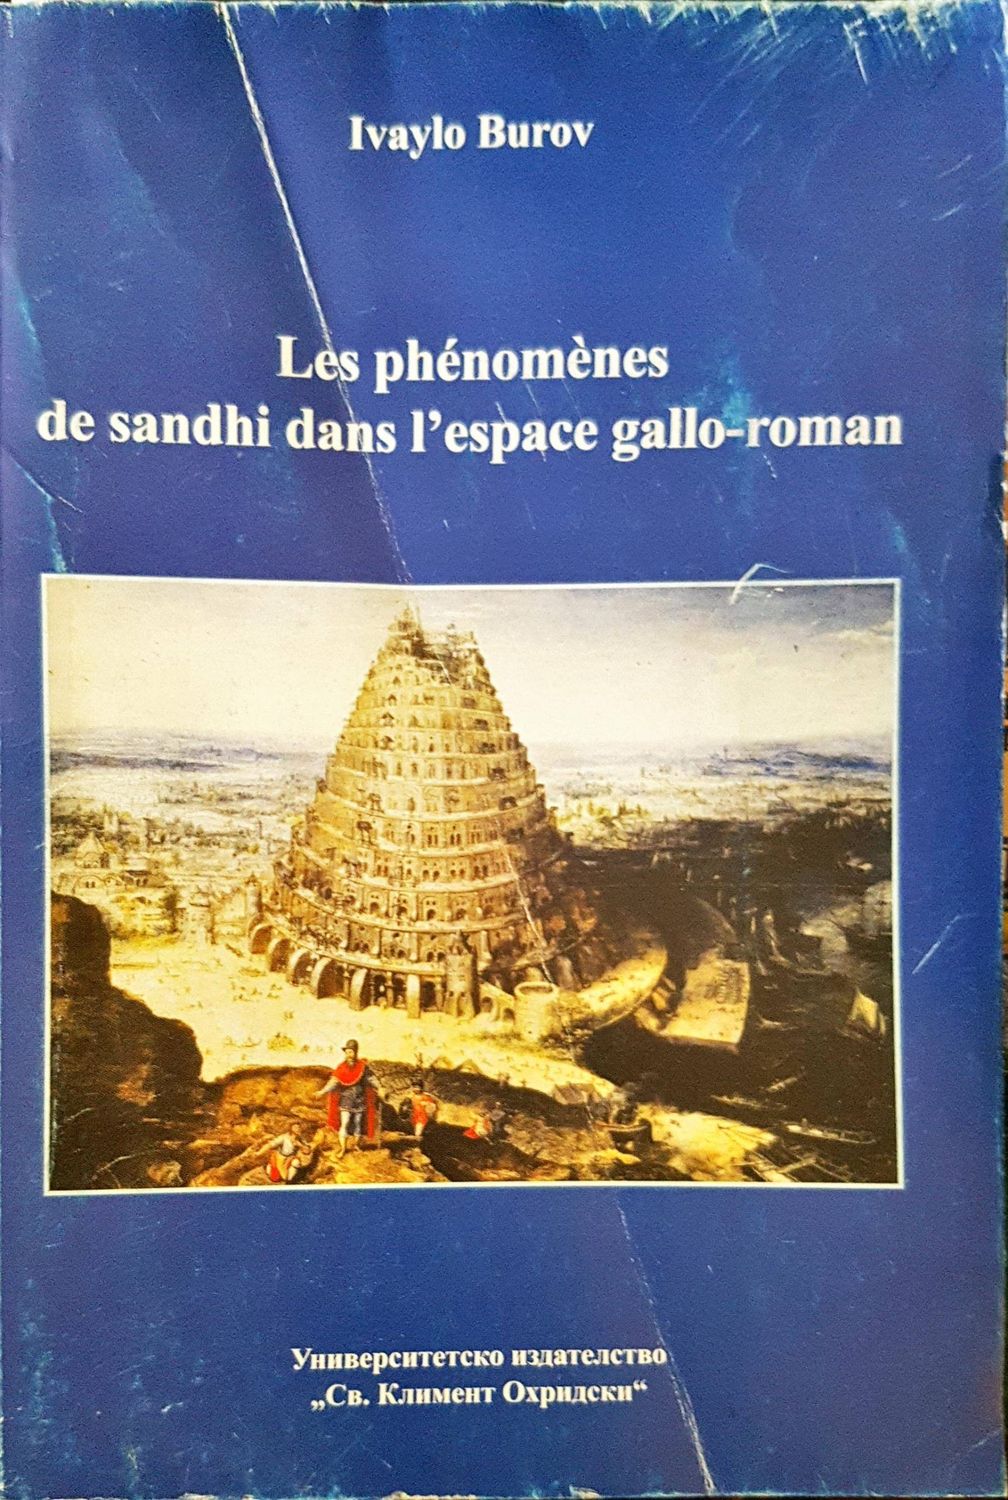 Ivaylo Burov
Les phénomènes
de sandhi dans l’espace gallo-roman
Университетско издателство
„Св. Климент Охридски“